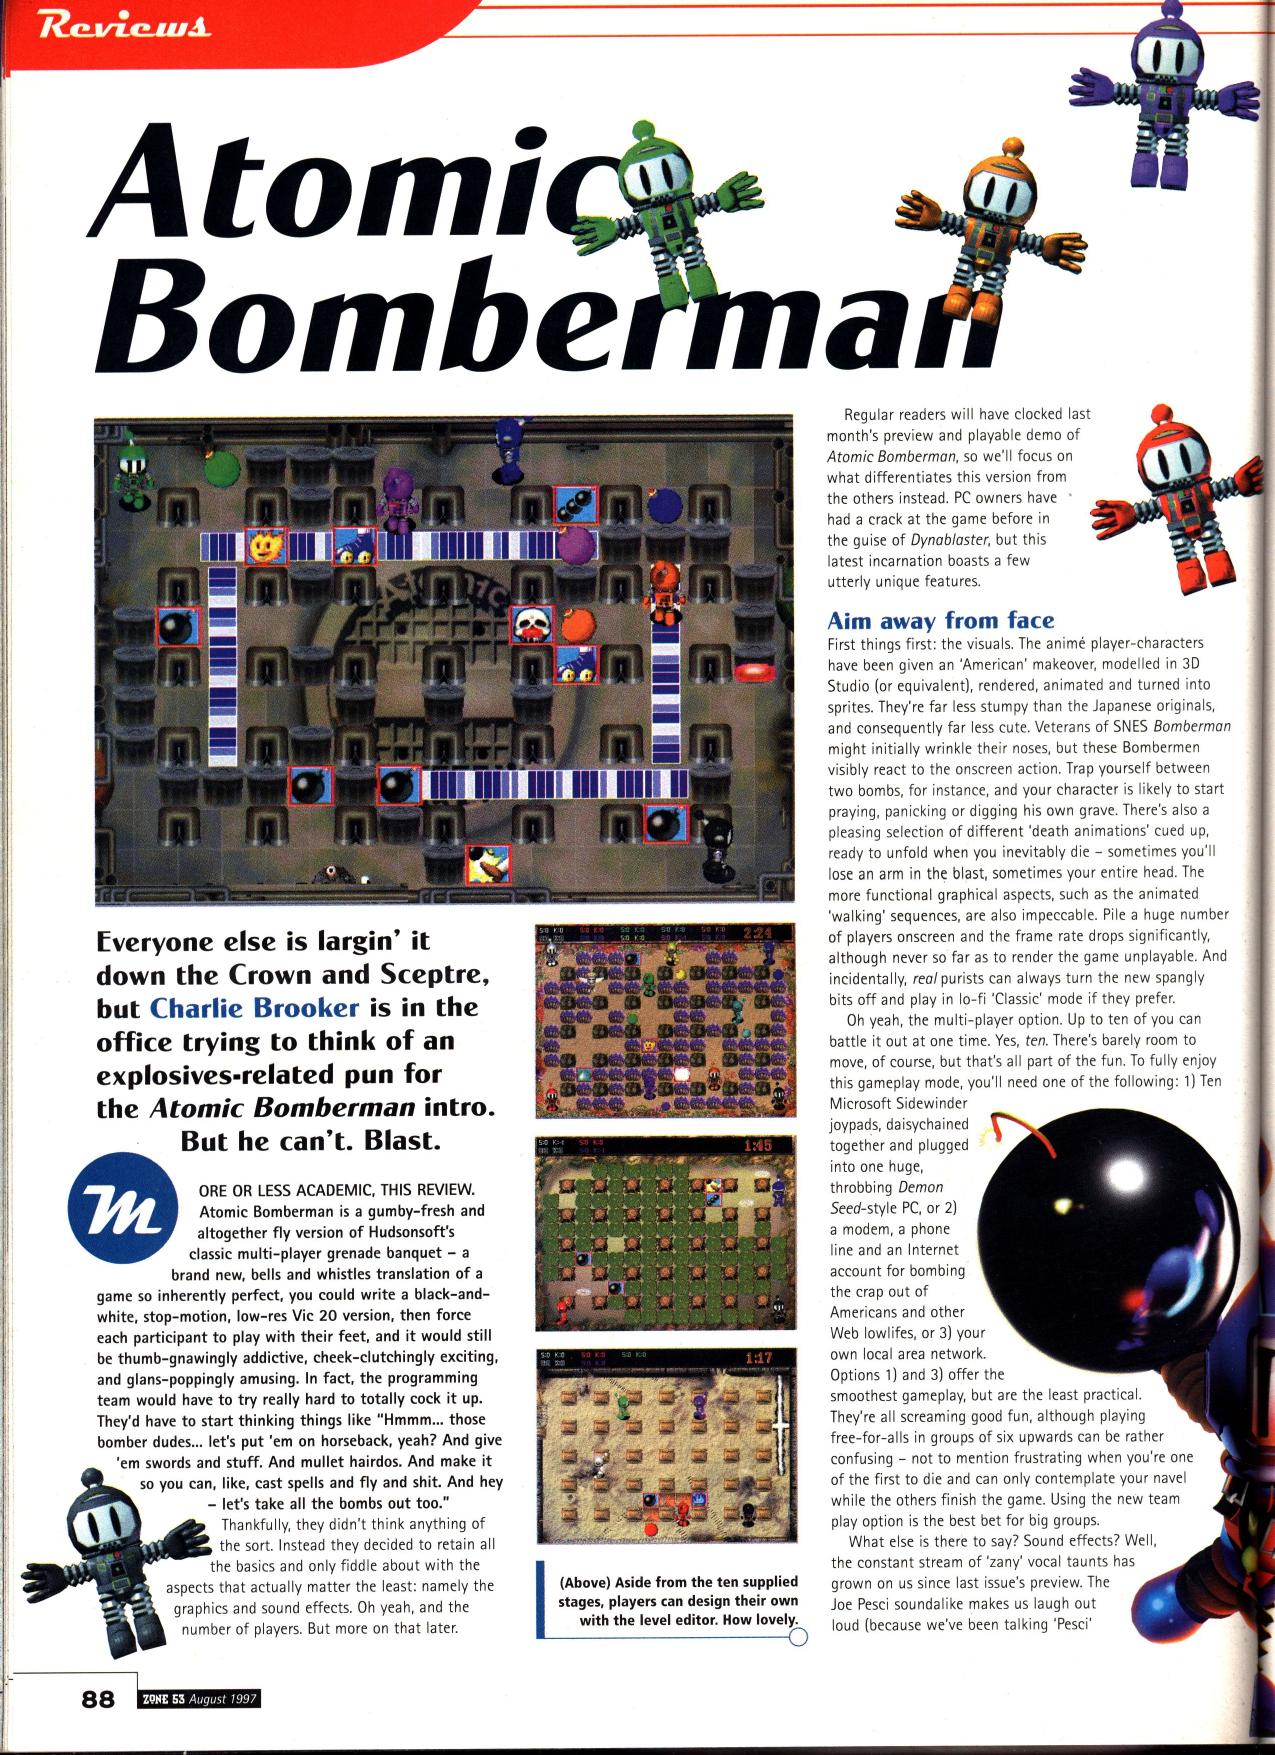 Reviews
Atomic
Bomberman
Everyone else is largin' it
down the Crown and Sceptre,
but Charlie Brooker is in the
office trying to think of an
explosives-related pun for
the Atomic Bomberman intro.
But he can't. Blast.
M
ORE OR LESS ACADEMIC, THIS REVIEW.
Atomic Bomberman is a gumby-fresh and
altogether fly version of Hudsonsoft's
classic multi-player grenade banquet – a
brand new, bells and whistles translation of a
game so inherently perfect, you could write a black-and-
white, stop-motion, low-res Vic 20 version, then force
each participant to play with their feet, and it would still
be thumb-gnawingly addictive, cheek-clutchingly exciting,
and glans-poppingly amusing. In fact, the programming
team would have to try really hard to totally cock it up.
They'd have to start thinking things like "Hmmm... those
bomber dudes... let's put 'em on horseback, yeah? And give
'em swords and stuff. And mullet hairdos. And make it
so you can, like, cast spells and fly and shit. And hey
– let's take all the bombs out too."
Thankfully, they didn't think anything of
the sort. Instead they decided to retain all
the basics and only fiddle about with the
aspects that actually matter the least: namely the
graphics and sound effects. Oh yeah, and the
number of players. But more on that later.
2:24
1:45
1:17
(Above) Aside from the ten supplied
stages, players can design their own
with the level editor. How lovely.
Regular readers will have clocked last
month's preview and playable demo of
Atomic Bomberman, so we'll focus on
what differentiates this version from
the others instead. PC owners have
had a crack at the game before in
the guise of Dynablaster, but this
latest incarnation boasts a few
utterly unique features.
Aim away from face
First things first: the visuals. The animé player-characters
have been given an 'American' makeover, modelled in 3D
Studio (or equivalent), rendered, animated and turned into
sprites. They're far less stumpy than the Japanese originals,
and consequently far less cute. Veterans of SNES Bomberman
might initially wrinkle their noses, but these Bombermen
visibly react to the onscreen action. Trap yourself between
two bombs, for instance, and your character is likely to start
praying, panicking or digging his own grave. There's also a
pleasing selection of different 'death animations' cued up,
ready to unfold when you inevitably die – sometimes you'll
lose an arm in the blast, sometimes your entire head. The
more functional graphical aspects, such as the animated
'walking' sequences, are also impeccable. Pile a huge number
of players onscreen and the frame rate drops significantly,
although never so far as to render the game unplayable. And
incidentally, real purists can always turn the new spangly
bits off and play in lo-fi 'Classic' mode if they prefer.
Oh yeah, the multi-player option. Up to ten of you can
battle it out at one time. Yes, ten. There's barely room to
move, of course, but that's all part of the fun. To fully enjoy
this gameplay mode, you'll need one of the following: 1) Ten
Microsoft Sidewinder
joypads, daisychained
together and plugged
into one huge,
throbbing Demon
Seed-style PC, or 2)
a modem, a phone
line and an Internet
account for bombing
the crap out of
Americans and other
Web lowlifes, or 3) your
own local area network.
Options 1) and 3) offer the
smoothest gameplay, but are the least practical.
They're all screaming good fun, although playing
free-for-alls in groups of six upwards can be rather
confusing – not to mention frustrating when you're one
of the first to die and can only contemplate your navel
while the others finish the game. Using the new team
play option is the best bet for big groups.
What else is there to say? Sound effects? Well,
the constant stream of 'zany' vocal taunts has
grown on us since last issue's preview. The
Joe Pesci soundalike makes us laugh out
loud (because we've been talking 'Pesci'
88
ZONE 53 August 1997